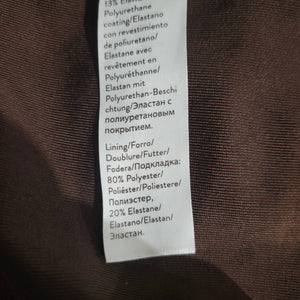 13% Elastane
Polyurethane
coating/Elastano
con revestimiento
de poliuretano/
Elastane avec
revêtement en
Polyuréthanne/
Elastan mit
Polyurethan-Beschi
chtung/Эластан с
полиуретановым
покрытием.
Lining/Forro/
Doublure/Futter/
Fodera/Подкладка:
80% Polyester/
Poliéster/Poliestere/
Полиэстер,
20% Elastane/
Elastano/Elastan/
Эластан.